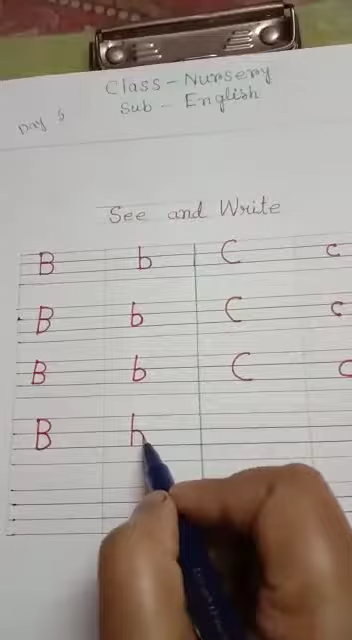 Class - Nursery
Sub - English
Day 5
See and Write
B b C c
B b C c
B b C c
B b